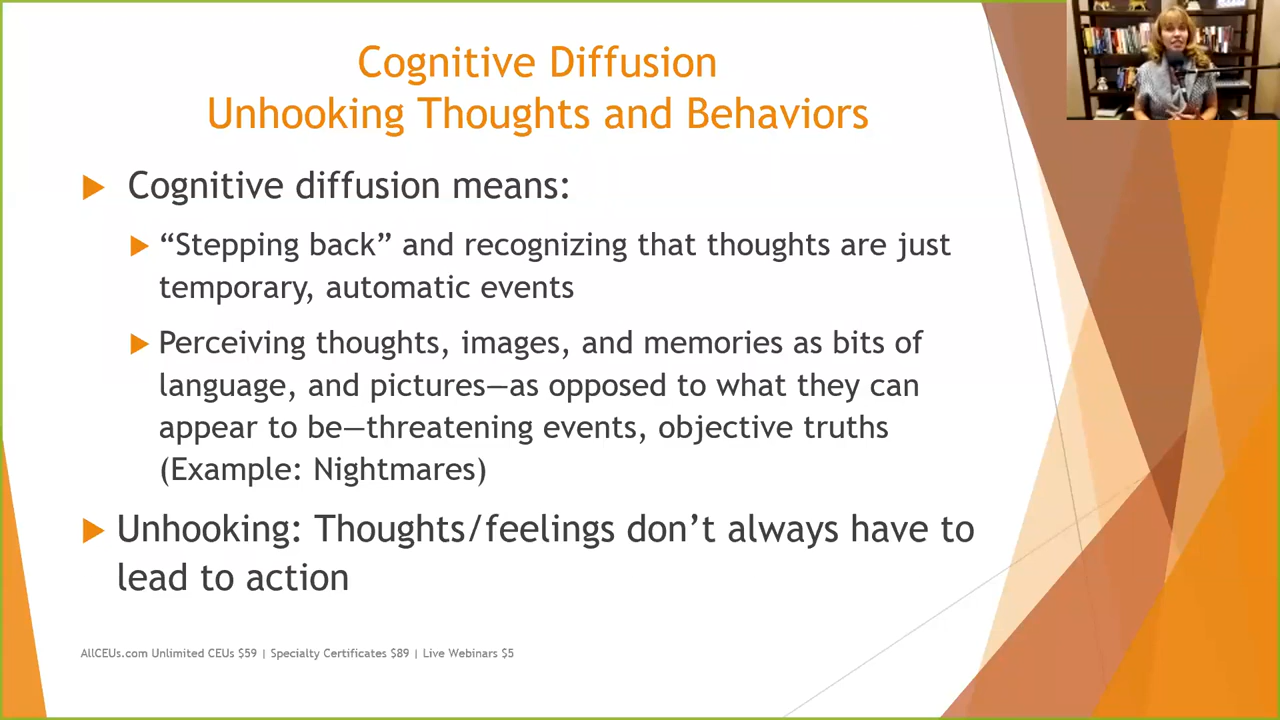 Cognitive Diffusion
Unhooking Thoughts and Behaviors
Cognitive diffusion means:
“Stepping back” and recognizing that thoughts are just
temporary, automatic events
Perceiving thoughts, images, and memories as bits of
language, and pictures—as opposed to what they can
appear to be—threatening events, objective truths
(Example: Nightmares)
Unhooking: Thoughts/feelings don’t always have to
lead to action
AllCEUs.com Unlimited CEUs $59 | Specialty Certificates $89 | Live Webinars $5